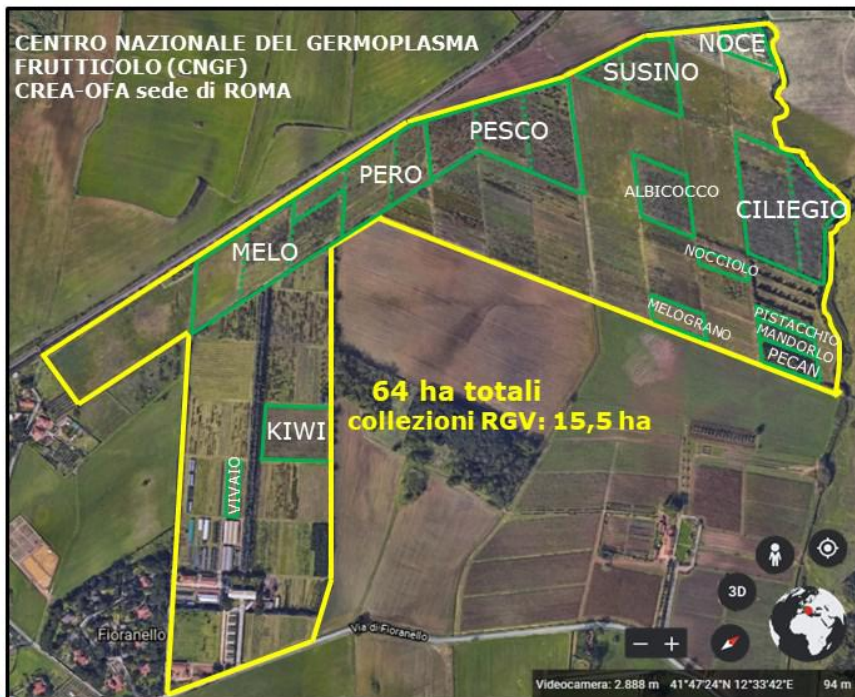 CENTRO NAZIONALE DEL GERMOPLASMA
FRUTTICOLO (CNGF)
CREA-OFA sede di ROMA
NOCE
SUSINO
PESCO
PERO
ALBICOCCO
CILIEGIO
MELO
NOCCIOLO
MELOGRANO
PISTACCHIO
MANDORLO
PECAN
64 ha totali
collezioni RGV: 15,5 ha
KIWI
VIVAIO
Fioranello
Via di Fioranello
3D
Videocamera: 2.888 m 41°47'24"N 12°33'42"E 94 m